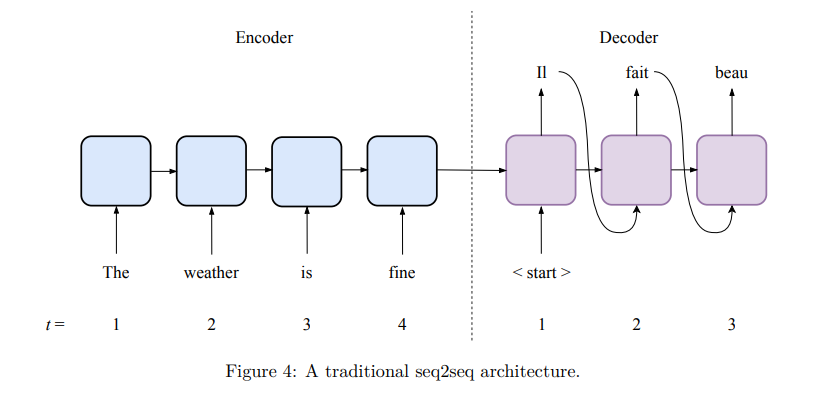 Encoder Decoder
Il fait beau
The weather is fine < start >
t = 1 2 3 4 1 2 3
Figure 4: A traditional seq2seq architecture.